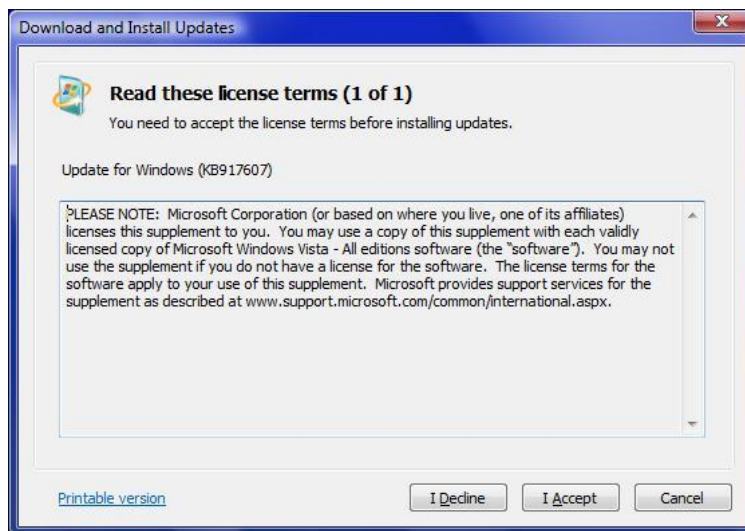 Download and Install Updates
Read these license terms (1 of 1)
You need to accept the license terms before installing updates.
Update for Windows (KB917607)
PLEASE NOTE:  Microsoft Corporation (or based on where you live, one of its affiliates)
licenses this supplement to you.  You may use a copy of this supplement with each validly
licensed copy of Microsoft Windows Vista - All editions software (the “software”).  You may not
use the supplement if you do not have a license for the software.  The license terms for the
software apply to your use of this supplement.  Microsoft provides support services for the
supplement as described at www.support.microsoft.com/common/international.aspx.
Printable version
I Decline
I Accept
Cancel